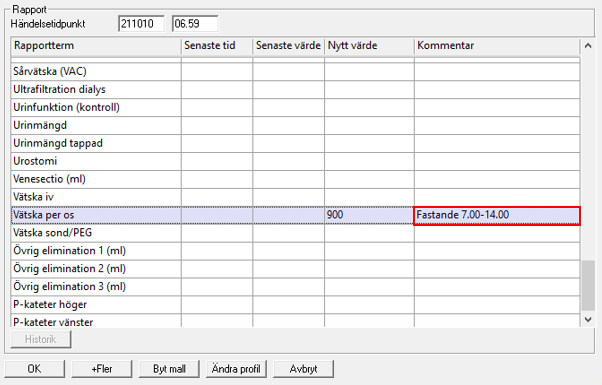 Rapport
Händelsetidpunkt 211010 06.59
Rapportterm Senaste tid Senaste värde Nytt värde Kommentar
Sårvätska (VAC)
Ultrafiltration dialys
Urinfunktion (kontroll)
Urinmängd
Urinmängd tappad
Urostomi
Venesectio (ml)
Vätska iv
Vätska per os 900 Fastande 7.00-14.00
Vätska sond/PEG
Övrig elimination 1 (ml)
Övrig elimination 2 (ml)
Övrig elimination 3 (ml)
P-kateter höger
P-kateter vänster
Historik
OK +Fler Byt mall Ändra profil Avbryt